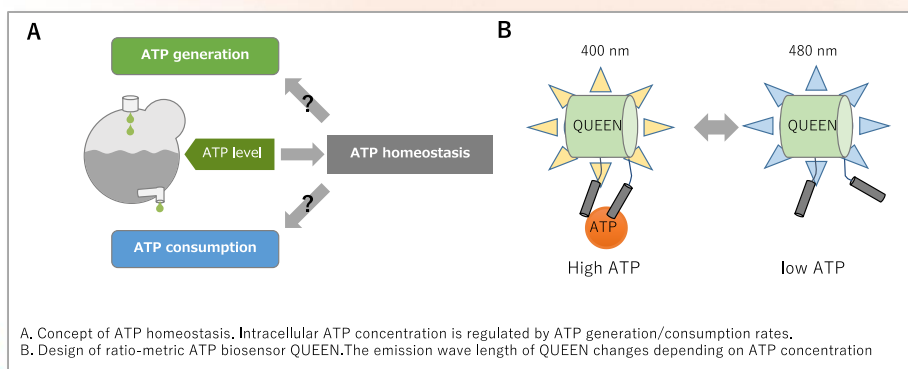 A
ATP generation
?
ATP level
ATP homeostasis
?
ATP consumption
B
400 nm
480 nm
QUEEN
QUEEN
ATP
High ATP
low ATP
A. Concept of ATP homeostasis. Intracellular ATP concentration is regulated by ATP generation/consumption rates.
B. Design of ratio-metric ATP biosensor QUEEN.The emission wave length of QUEEN changes depending on ATP concentration